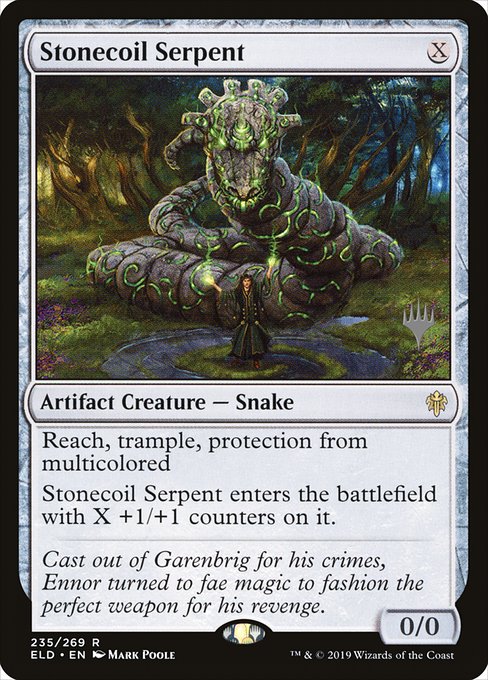 Stonecoil Serpent X
Artifact Creature — Snake
Reach, trample, protection from
multicolored
Stonecoil Serpent enters the battlefield
with X +1/+1 counters on it.
Cast out of Garenbrig for his crimes,
Ennor turned to fae magic to fashion the
perfect weapon for his revenge.
0/0
235/269 R
ELD • EN Mark Poole
™ & © 2019 Wizards of the Coast